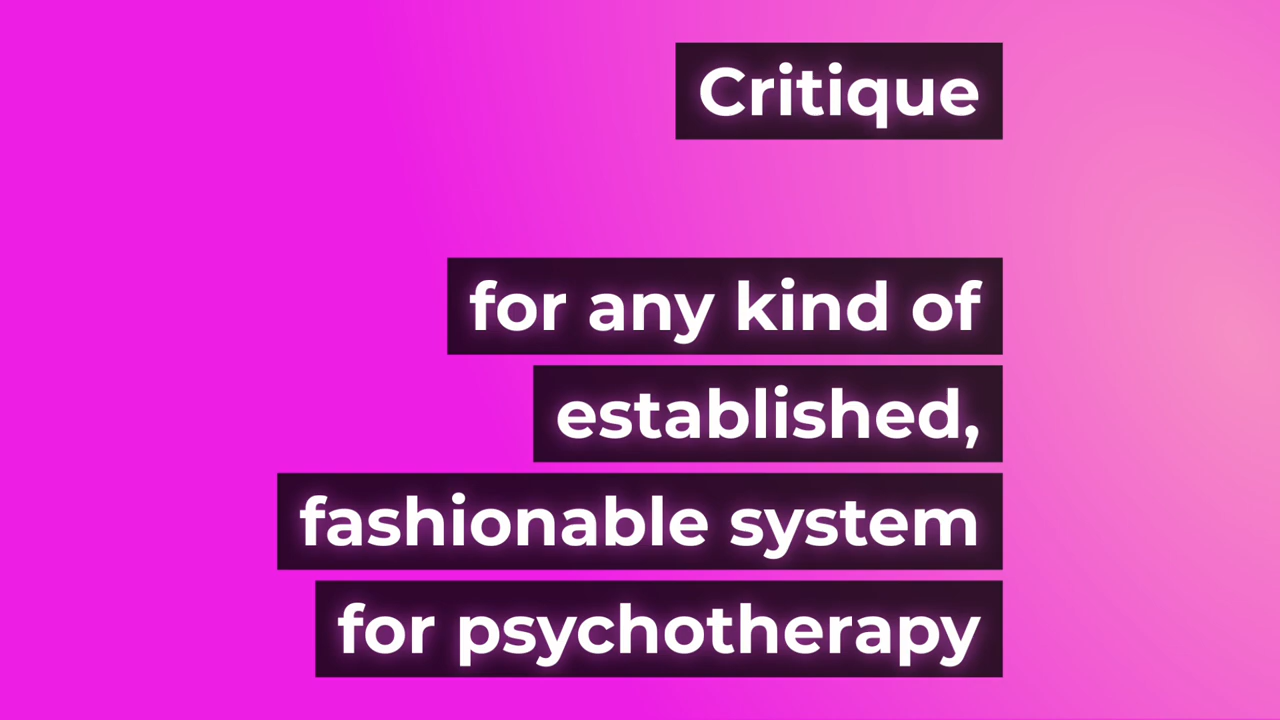 Critique
for any kind of
established,
fashionable system
for psychotherapy